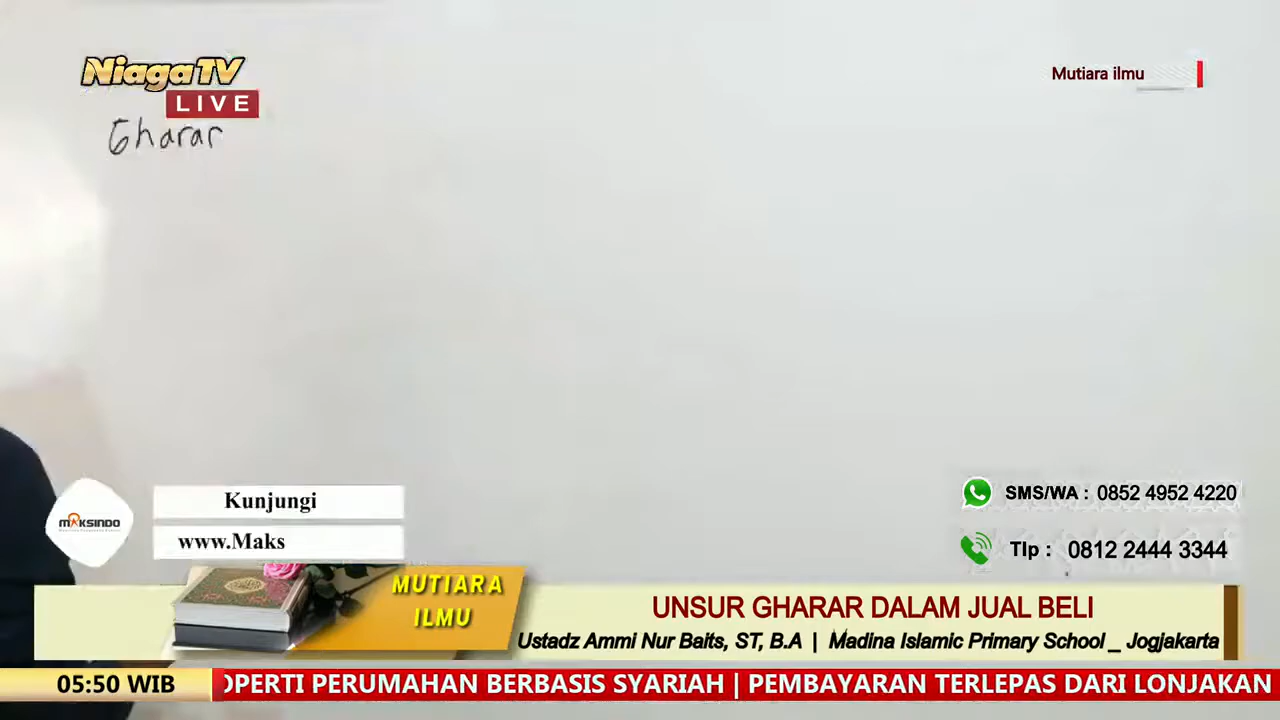 NiagaTV
LIVE
Mutiara ilmu
Gharar
Kunjungi
www.Maks
MAKSINDO
SMS/WA : 0852 4952 4220
Tlp : 0812 2444 3344
MUTIARA
ILMU
UNSUR GHARAR DALAM JUAL BELI
Ustadz Ammi Nur Baits, ST, B.A | Madina Islamic Primary School _ Jogjakarta
05:50 WIB
OPERTI PERUMAHAN BERBASIS SYARIAH | PEMBAYARAN TERLEPAS DARI LONJAKAN